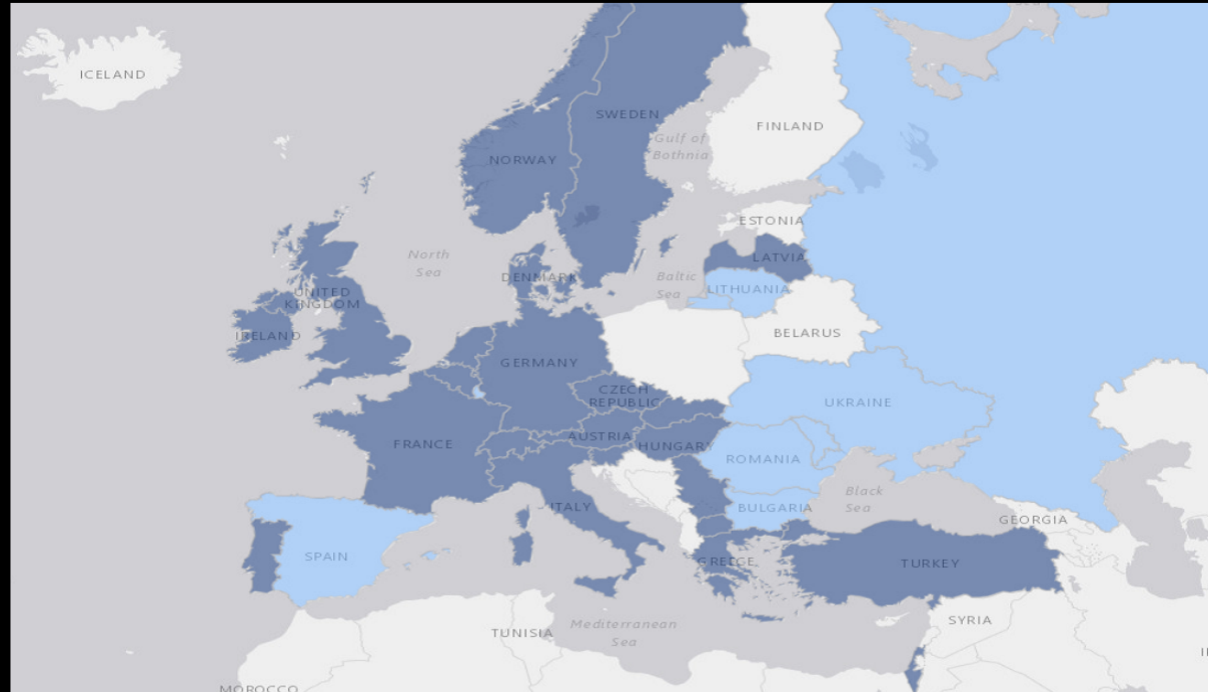 ICELAND
SWEDEN
FINLAND
Gulf of
Bothnia
NORWAY
ESTONIA
North
Sea
LATVIA
DENMARK
Baltic
Sea
LITHUANIA
UNITED
KINGDOM
IRELAND
BELARUS
GERMANY
CZECH
REPUBLIC
UKRAINE
FRANCE
AUSTRIA
HUNGARY
ROMANIA
Black
Sea
ITALY
BULGARIA
GEORGIA
SPAIN
GREECE
TURKEY
Mediterranean
Sea
TUNISIA
SYRIA
MOROCCO